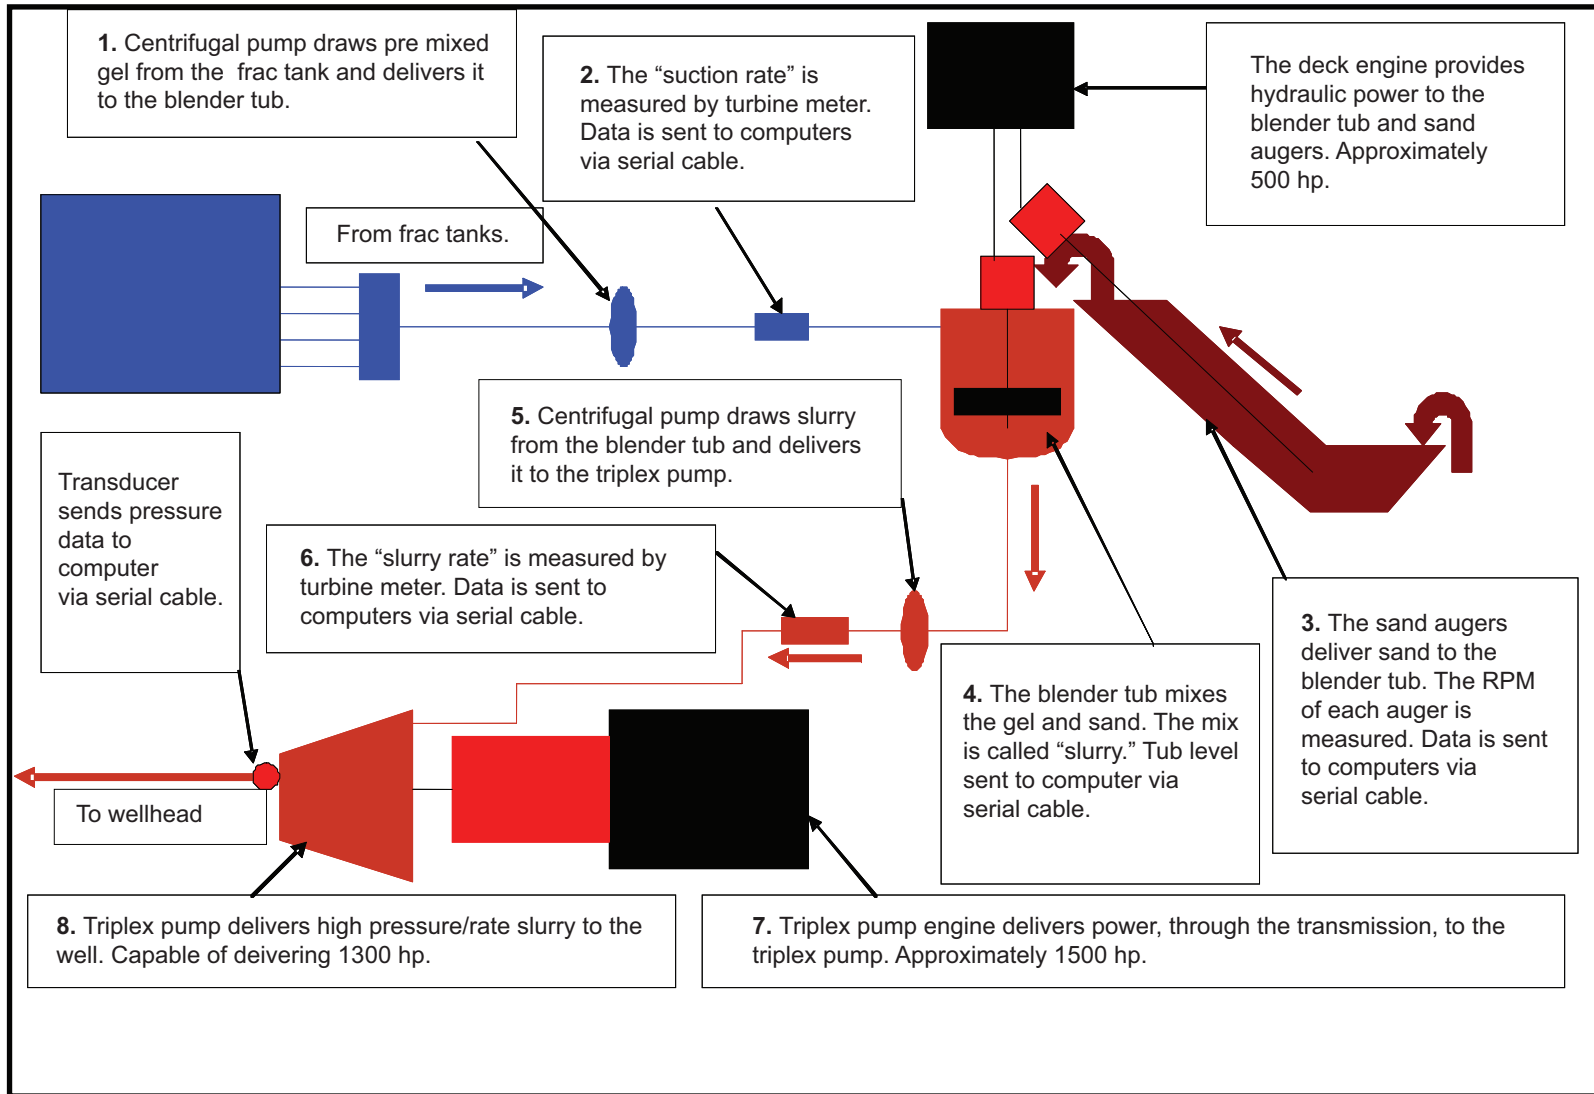 1. Centrifugal pump draws pre mixed
gel from the frac tank and delivers it
to the blender tub.
2. The “suction rate” is
measured by turbine meter.
Data is sent to computers
via serial cable.
The deck engine provides
hydraulic power to the
blender tub and sand
augers. Approximately
500 hp.
From frac tanks.
5. Centrifugal pump draws slurry
from the blender tub and delivers
it to the triplex pump.
Transducer
sends pressure
data to
computer
via serial cable.
6. The “slurry rate” is measured by
turbine meter. Data is sent to
computers via serial cable.
3. The sand augers
deliver sand to the
blender tub. The RPM
of each auger is
measured. Data is sent
to computers via
serial cable.
4. The blender tub mixes
the gel and sand. The mix
is called “slurry.” Tub level
sent to computer via
serial cable.
To wellhead
8. Triplex pump delivers high pressure/rate slurry to the
well. Capable of deivering 1300 hp.
7. Triplex pump engine delivers power, through the transmission, to the
triplex pump. Approximately 1500 hp.